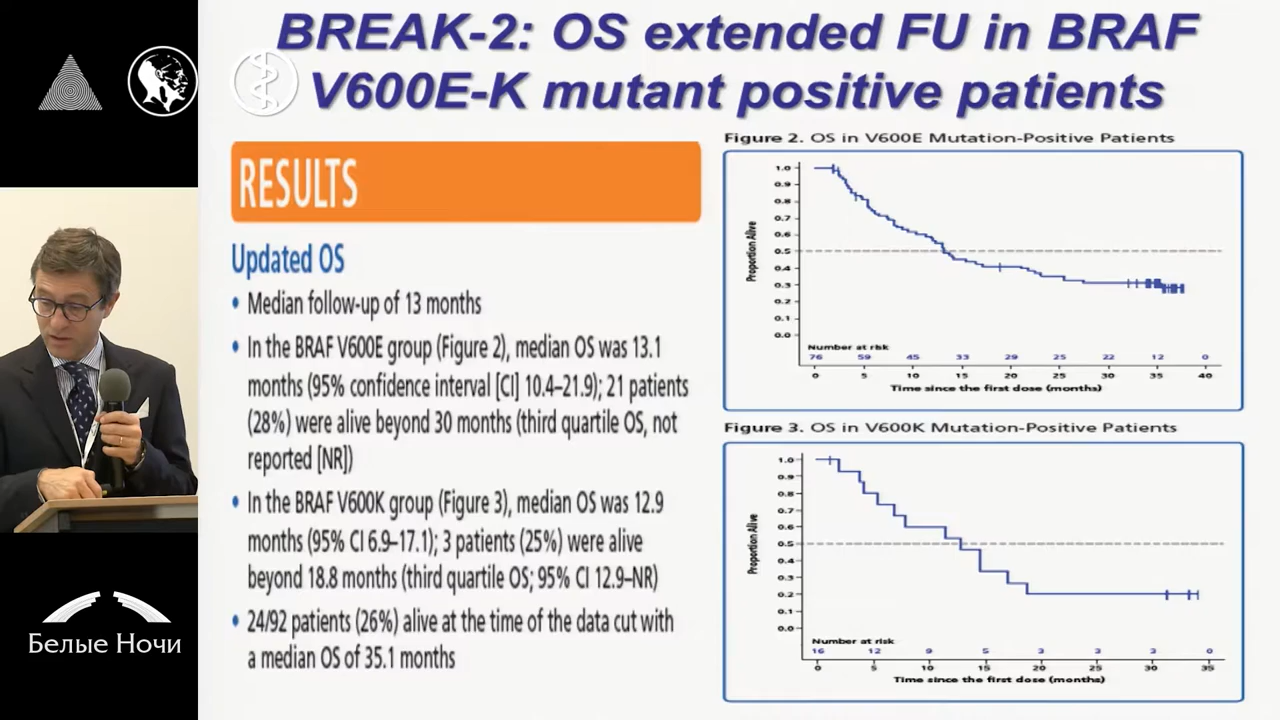 BREAK-2: OS extended FU in BRAF
V600E-K mutant positive patients
RESULTS
Updated OS
• Median follow-up of 13 months
• In the BRAF V600E group (Figure 2), median OS was 13.1
months (95% confidence interval [CI] 10.4–21.9); 21 patients
(28%) were alive beyond 30 months (third quartile OS, not
reported [NR])
• In the BRAF V600K group (Figure 3), median OS was 12.9
months (95% CI 6.9–17.1); 3 patients (25%) were alive
beyond 18.8 months (third quartile OS; 95% CI 12.9–NR)
• 24/92 patients (26%) alive at the time of the data cut with
a median OS of 35.1 months
Figure 2. OS in V600E Mutation-Positive Patients
Proportion Alive
1.0
0.9
0.8
0.7
0.6
0.5
0.4
0.3
0.2
0.1
0.0
Number at risk
76 59 45 33 29 25 22 12 0
0 5 10 15 20 25 30 35 40
Time since the first dose (months)
Figure 3. OS in V600K Mutation-Positive Patients
Proportion Alive
1.0
0.9
0.8
0.7
0.6
0.5
0.4
0.3
0.2
0.1
0.0
Number at risk
16 12 9 5 3 3 3 0
0 5 10 15 20 25 30 35
Time since the first dose (months)
Белые Ночи